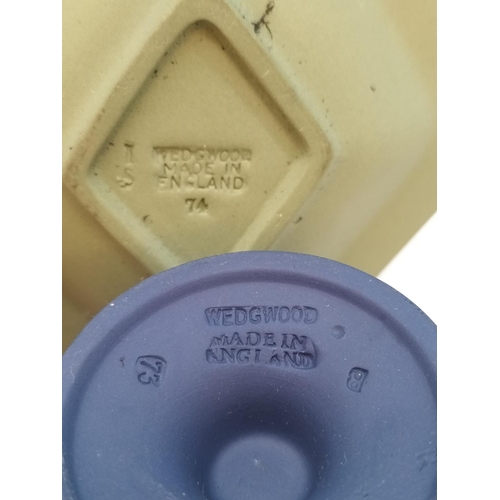 I
S
WEDGWOOD
MADE IN
ENGLAND
74
WEDGWOOD
MADE IN
ENGLAND
73
B